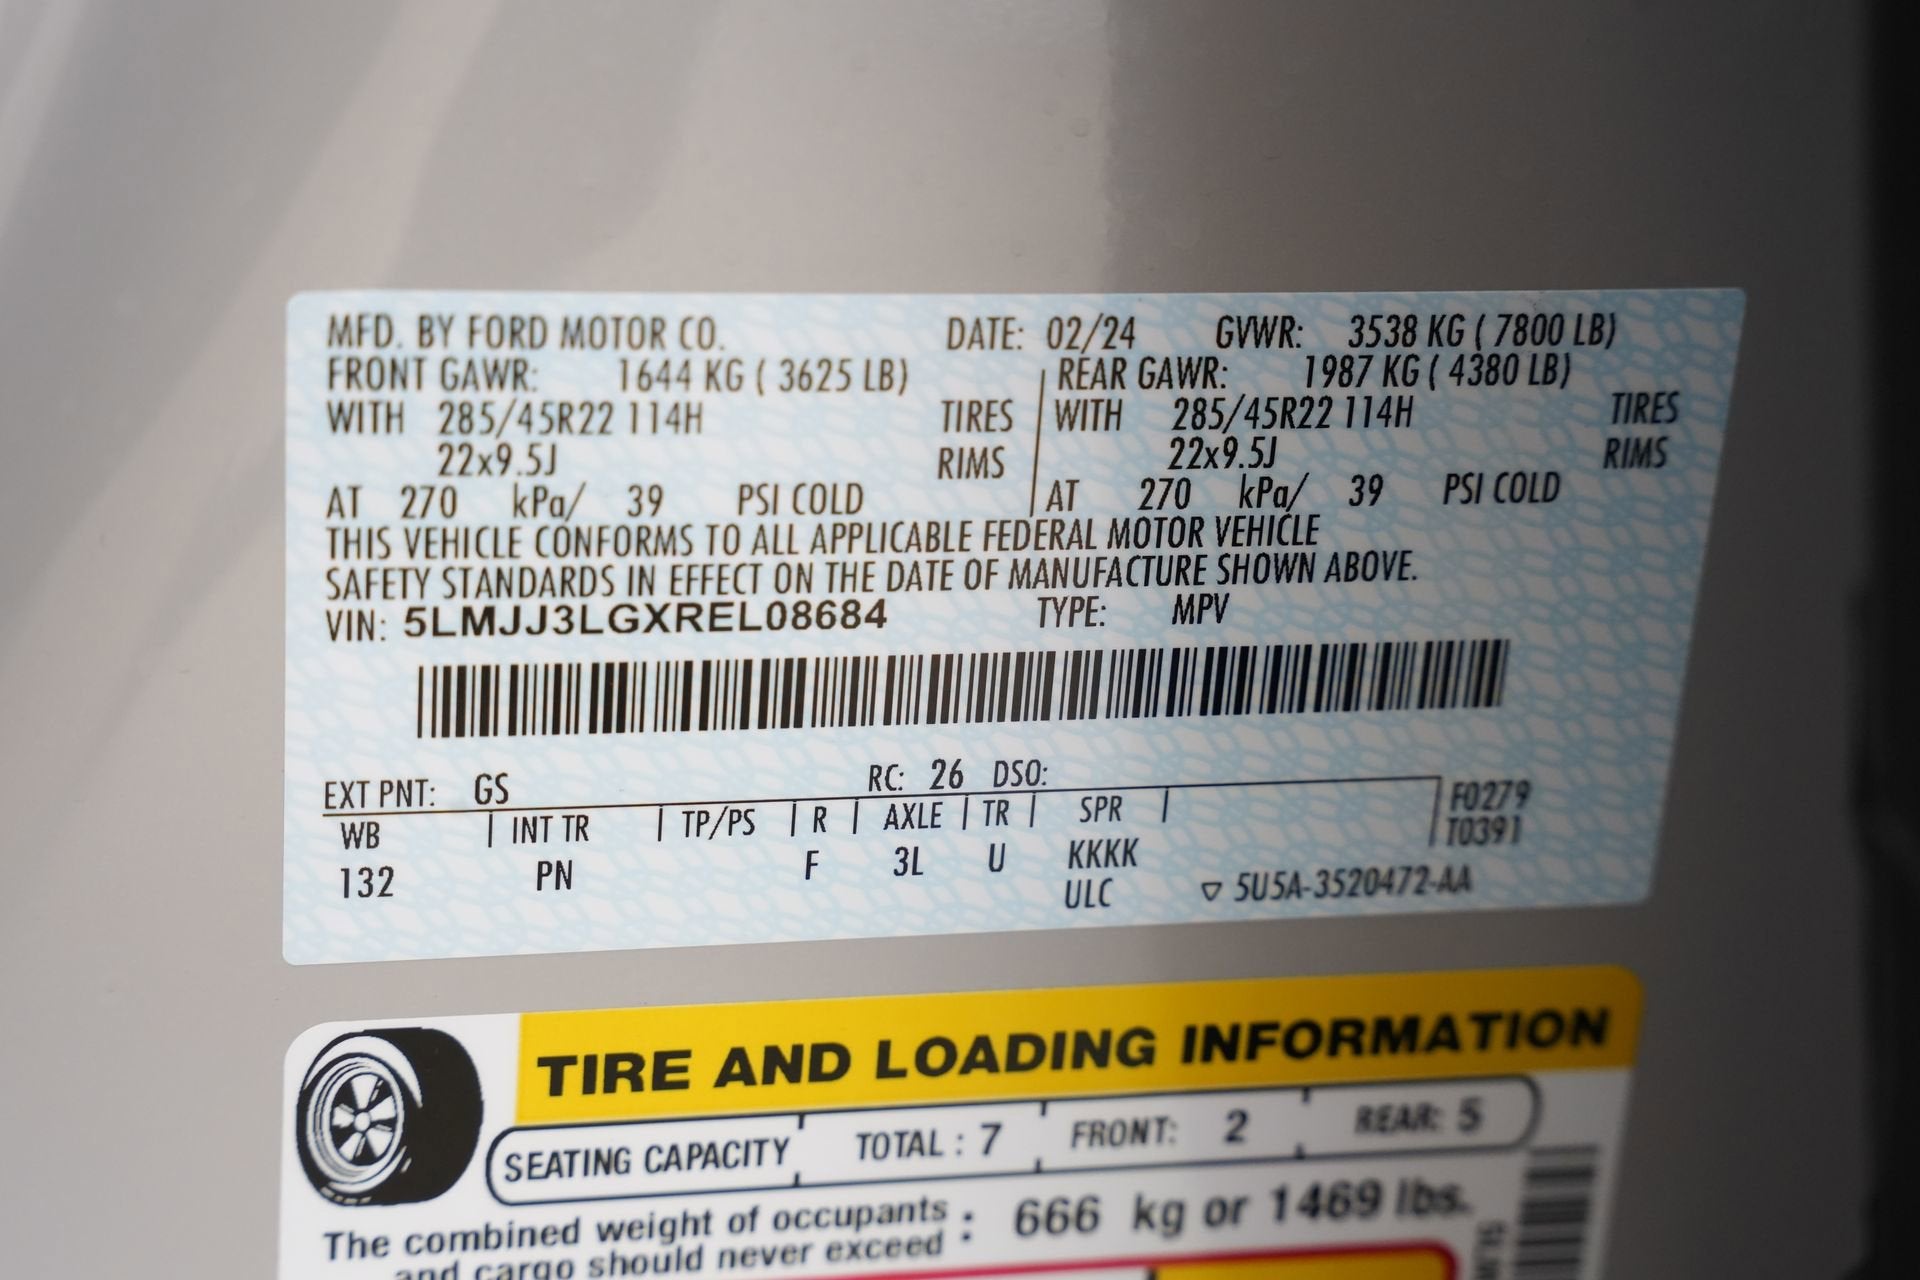 MFD. BY FORD MOTOR CO. DATE: 02/24 GVWR: 3538 KG ( 7800 LB)
FRONT GAWR: 1644 KG ( 3625 LB) REAR GAWR: 1987 KG ( 4380 LB)
WITH 285/45R22 114H TIRES WITH 285/45R22 114H TIRES
22x9.5J RIMS 22x9.5J RIMS
AT 270 kPa/ 39 PSI COLD AT 270 kPa/ 39 PSI COLD
THIS VEHICLE CONFORMS TO ALL APPLICABLE FEDERAL MOTOR VEHICLE
SAFETY STANDARDS IN EFFECT ON THE DATE OF MANUFACTURE SHOWN ABOVE.
VIN: 5LMJJ3LGXREL08684 TYPE: MPV
EXT PNT: GS RC: 26 DSO:
WB INT TR TP/PS R AXLE TR SPR F0279
T0391
132 PN F 3L U KKKK
ULC ▽ 5U5A-3520472-AA
TIRE AND LOADING INFORMATION
SEATING CAPACITY TOTAL : 7 FRONT: 2 REAR: 5
The combined weight of occupants : 666 kg or 1469 lbs.
and cargo should never exceed